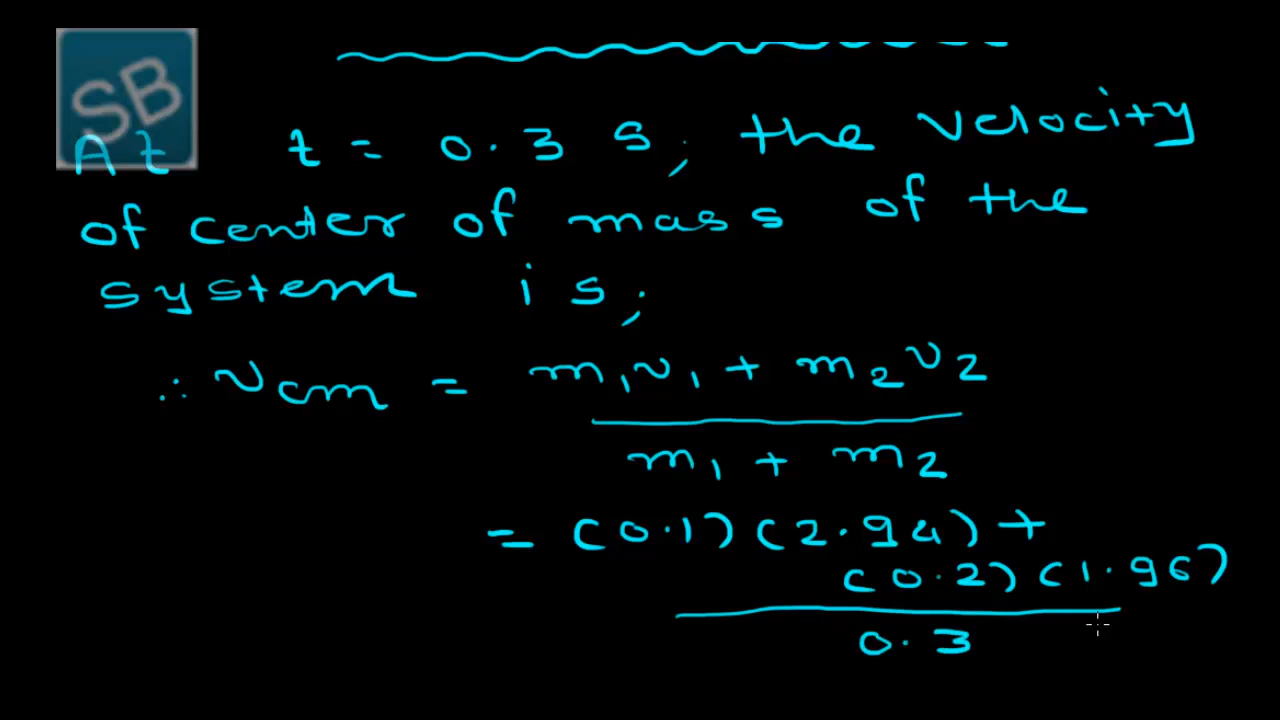 SB
At t = 0.3 s, the velocity
of center of mass of the
system is,
∴ vcm = m₁v₁ + m₂v₂
m₁ + m₂
= (0.1)(2.94) +
(0.2)(1.96)
0.3